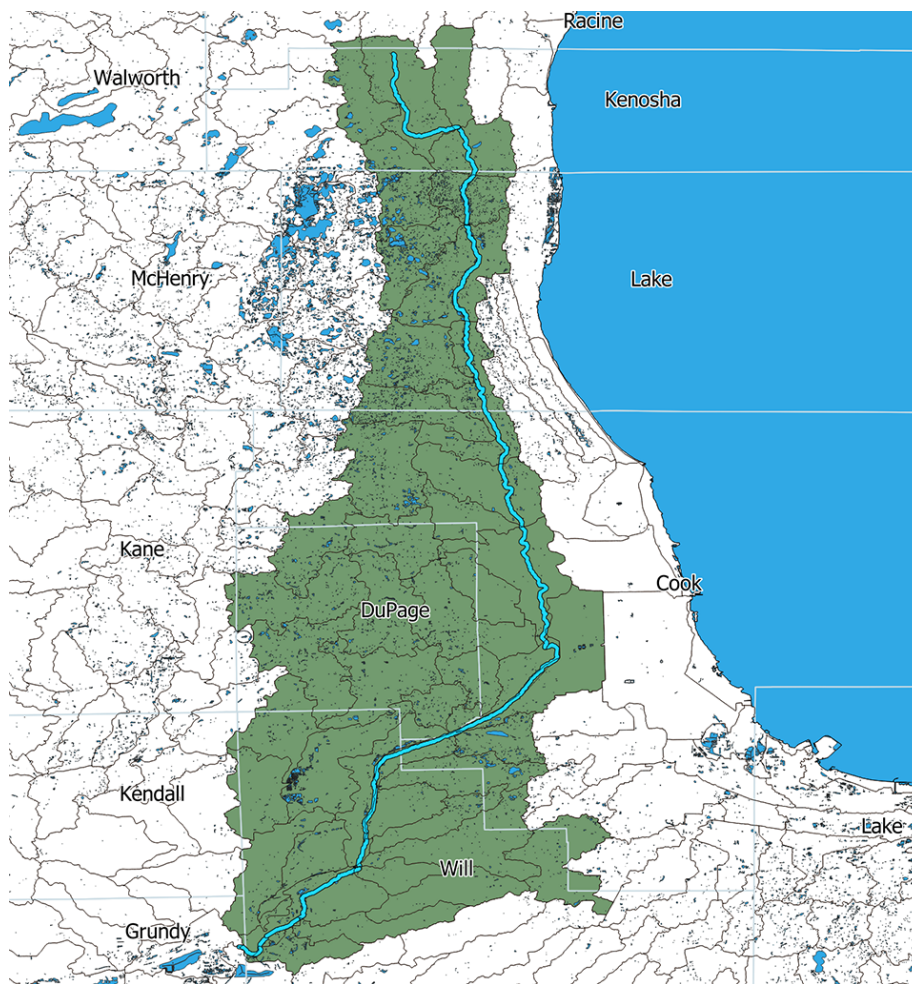 Racine
Walworth
Kenosha
McHenry
Lake
Kane
Cook
DuPage
Kendall
Lake
Will
Grundy